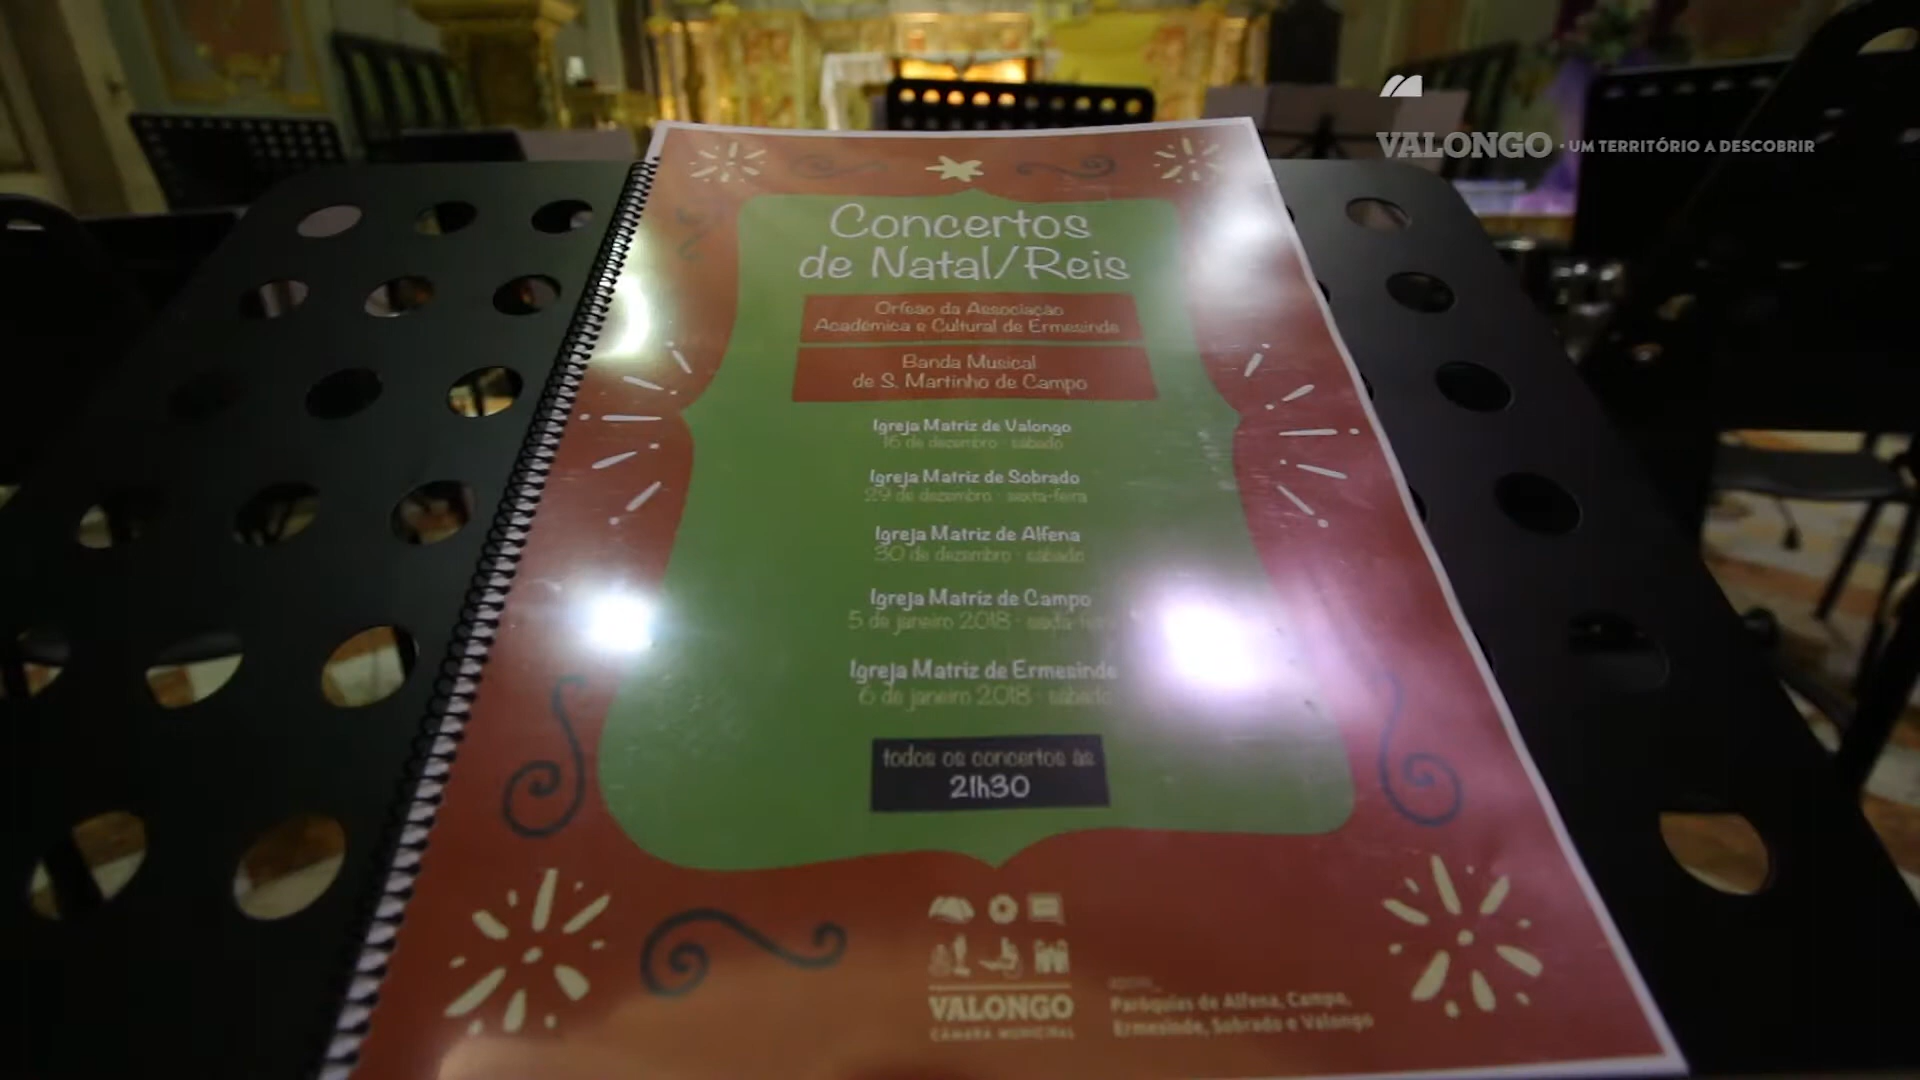 VALONGO • UM TERRITÓRIO A DESCOBRIR
Concertos
de Natal/Reis
Orfeão da Associação
Académica e Cultural de Ermesinde
Banda Musical
de S. Martinho de Campo
Igreja Matriz de Valongo
16 de dezembro · sábado
Igreja Matriz de Sobrado
29 de dezembro · sexta-feira
Igreja Matriz de Alfena
30 de dezembro · sábado
Igreja Matriz de Campo
5 de janeiro 2018 · sexta-feira
Igreja Matriz de Ermesinde
6 de janeiro 2018 · sábado
todos os concertos às
21h30
VALONGO
CÂMARA MUNICIPAL
Paróquias de Alfena, Campo,
Ermesinde, Sobrado e Valongo